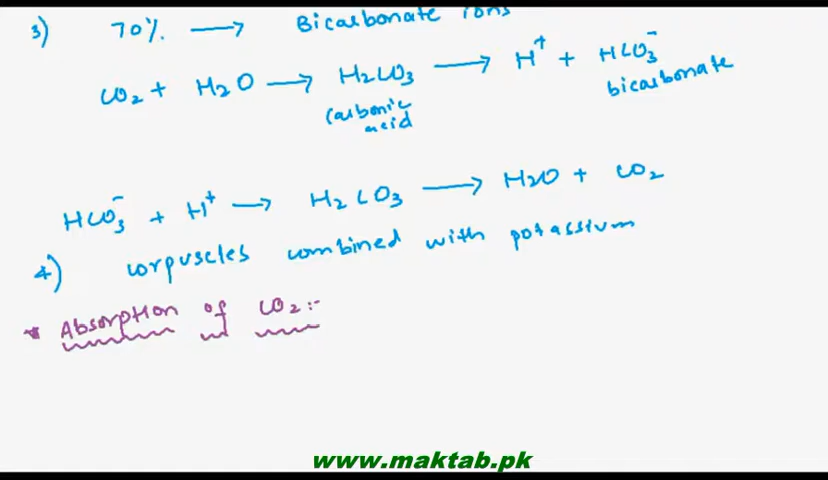 3) 70% → Bicarbonate ions
CO₂ + H₂O → H₂CO₃ → H⁺ + HCO₃⁻
carbonic acid
bicarbonate
HCO₃⁻ + H⁺ → H₂CO₃ → H₂O + CO₂
4) corpuscles combined with potassium
* Absorption of CO₂:-
www.maktab.pk